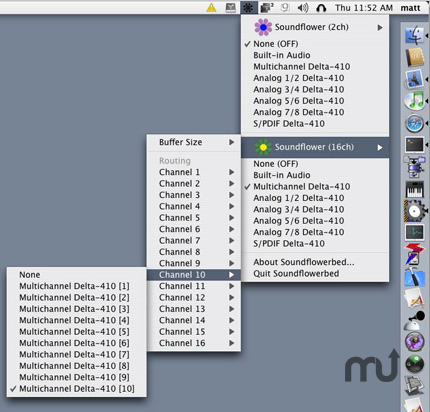 Thu 11:52 AM matt
Soundflower (2ch)
None (OFF)
Built-in Audio
Multichannel Delta-410
Analog 1/2 Delta-410
Analog 3/4 Delta-410
Analog 5/6 Delta-410
Analog 7/8 Delta-410
S/PDIF Delta-410
Soundflower (16ch)
None (OFF)
Built-in Audio
Multichannel Delta-410
Analog 1/2 Delta-410
Analog 3/4 Delta-410
Analog 5/6 Delta-410
Analog 7/8 Delta-410
S/PDIF Delta-410
About Soundflowerbed...
Quit Soundflowerbed
Buffer Size
Routing
Channel 1
Channel 2
Channel 3
Channel 4
Channel 5
Channel 6
Channel 7
Channel 8
Channel 9
Channel 10
Channel 11
Channel 12
Channel 13
Channel 14
Channel 15
Channel 16
None
Multichannel Delta-410 [1]
Multichannel Delta-410 [2]
Multichannel Delta-410 [3]
Multichannel Delta-410 [4]
Multichannel Delta-410 [5]
Multichannel Delta-410 [6]
Multichannel Delta-410 [7]
Multichannel Delta-410 [8]
Multichannel Delta-410 [9]
Multichannel Delta-410 [10]
mu